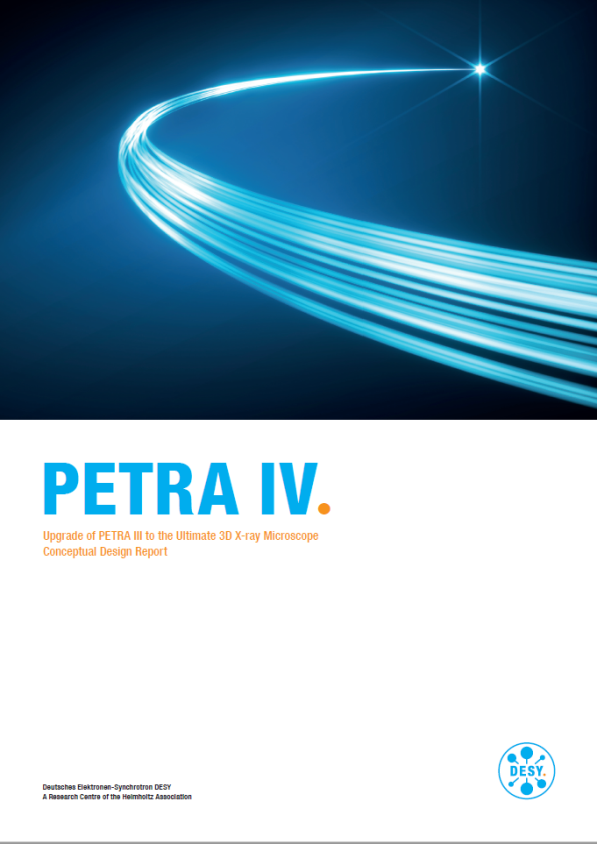 PETRA IV.
Upgrade of PETRA III to the Ultimate 3D X-ray Microscope
Conceptual Design Report
DESY.
Deutsches Elektronen-Synchrotron DESY
A Research Centre of the Helmholtz Association